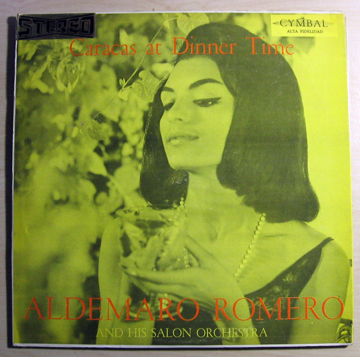 STEREO
CYMBAL
ALTA FIDELIDAD
Caracas at Dinner Time
ALDEMARO ROMERO
AND HIS SALON ORCHESTRA